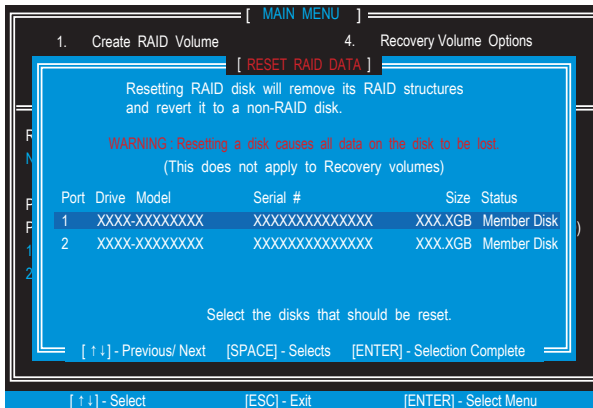 [ MAIN MENU ]
1. Create RAID Volume 4. Recovery Volume Options
[ RESET RAID DATA ]
Resetting RAID disk will remove its RAID structures
and revert it to a non-RAID disk.
WARNING : Resetting a disk causes all data on the disk to be lost.
(This does not apply to Recovery volumes)
Port Drive Model Serial # Size Status
1 XXXX-XXXXXXXX XXXXXXXXXXXXXX XXX.XGB Member Disk
2 XXXX-XXXXXXXX XXXXXXXXXXXXXX XXX.XGB Member Disk
Select the disks that should be reset.
[ ↑↓] - Previous/ Next [SPACE] - Selects [ENTER] - Selection Complete
[ ↑↓] - Select [ESC] - Exit [ENTER] - Select Menu